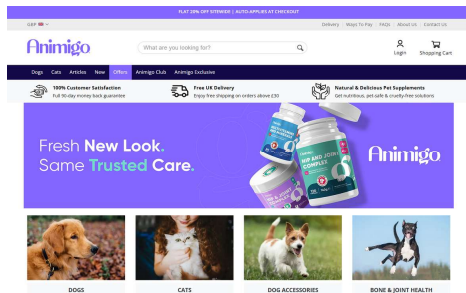 FLAT 20% OFF SITEWIDE | AUTO-APPLIES AT CHECKOUT
GBP
Delivery Ways To Pay FAQs About Us Contact Us
Animigo
What are you looking for?
Login
Shopping Cart
Dogs Cats Articles New Offers Animigo Club Animigo Exclusive
100% Customer Satisfaction
Full 90-day money back guarantee
Free UK Delivery
Enjoy free shipping on orders above £30
Natural & Delicious Pet Supplements
Get nutritious, pet-safe & cruelty-free solutions
Fresh New Look.
Same Trusted Care.
HIP AND JOINT
COMPLEX
Animigo
DOGS
CATS
DOG ACCESSORIES
BONE & JOINT HEALTH